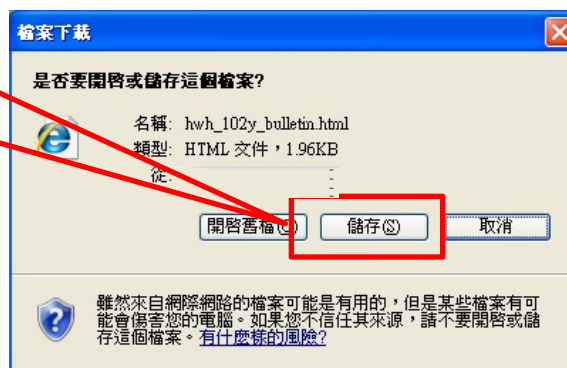 檔案下載
是否要開啓或儲存這個檔案?
名稱: hwh_102y_bulletin.html
類型: HTML 文件,1.96KB
從:
開啓舊檔(O) 儲存(S) 取消
雖然來自網際網路的檔案可能是有用的,但是某些檔案有可
能會傷害您的電腦。如果您不信任其來源,請不要開啓或儲
存這個檔案。有什麼樣的風險?